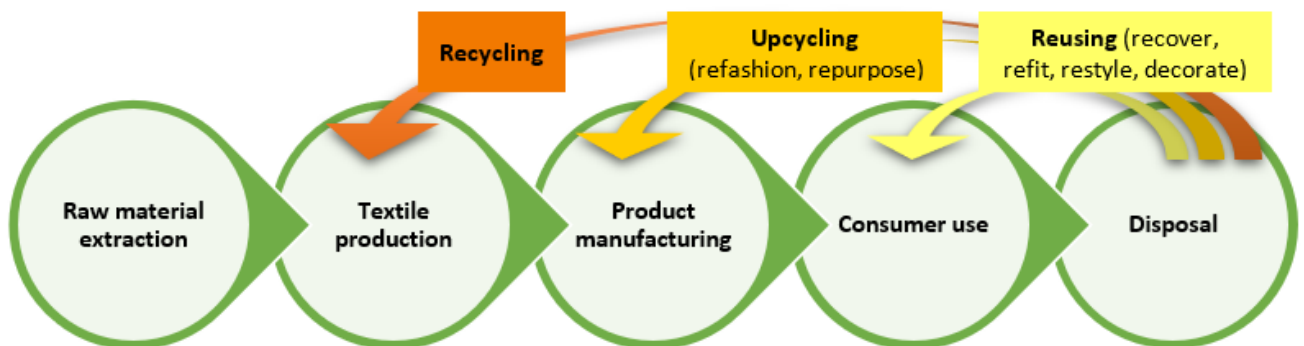 Recycling
Upcycling
(refashion, repurpose)
Reusing (recover,
refit, restyle, decorate)
Raw material
extraction
Textile
production
Product
manufacturing
Consumer use
Disposal